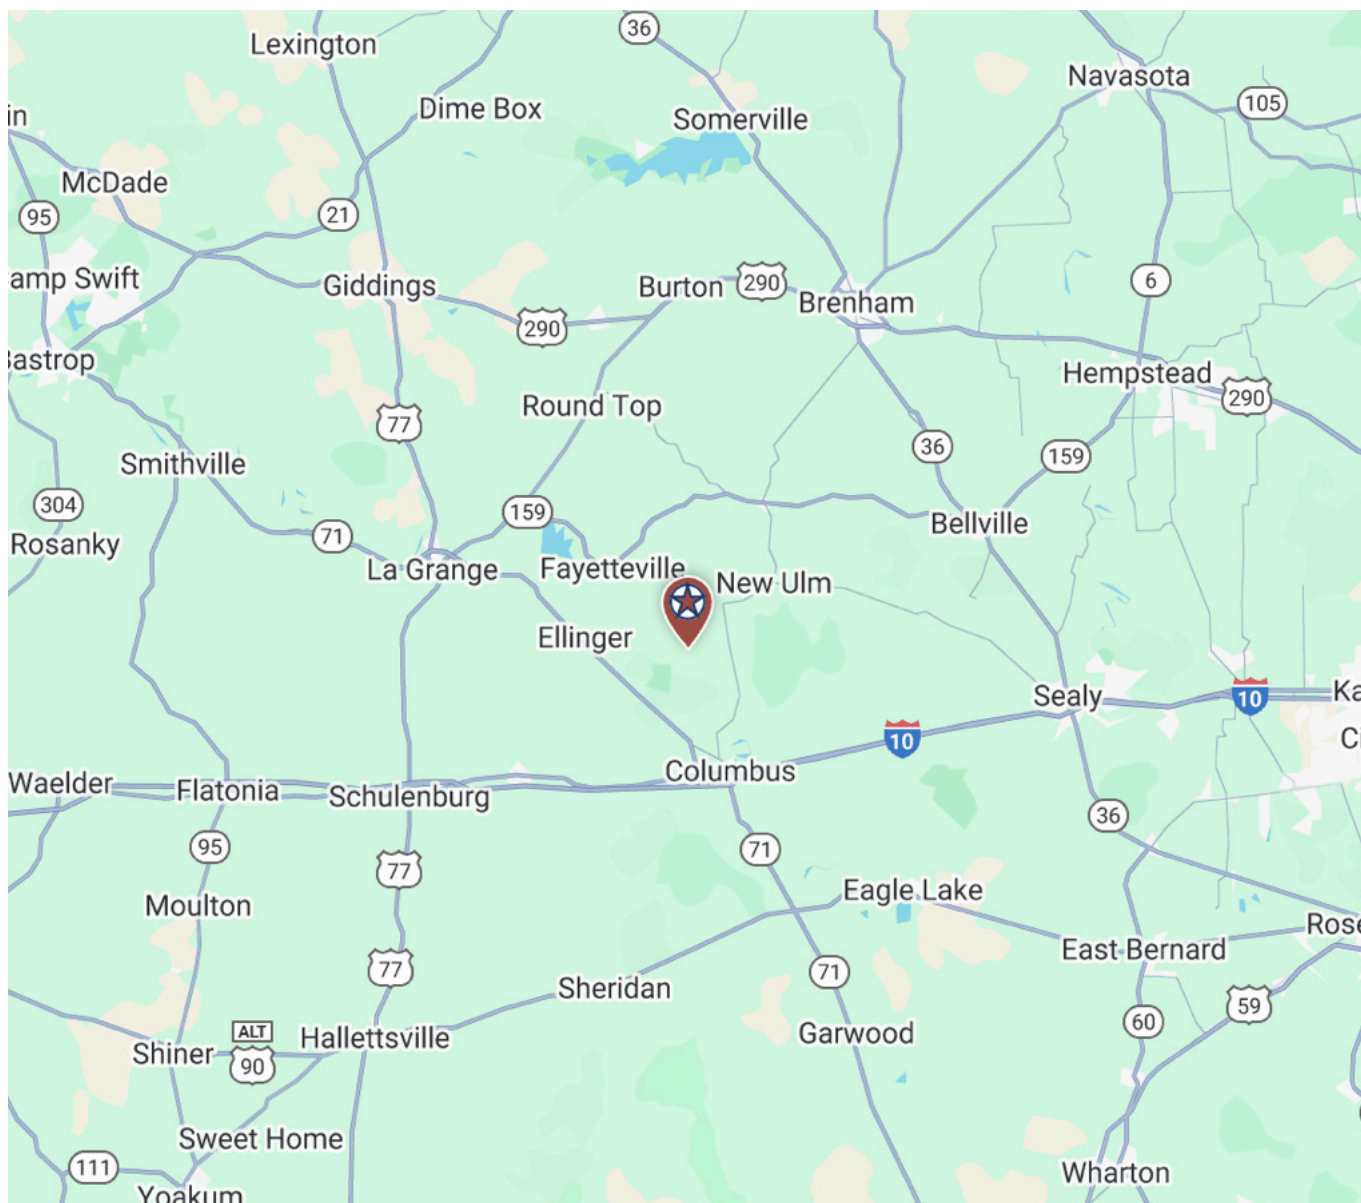 36
Lexington
Navasota
105
Dime Box
in
Somerville
McDade
95
21
amp Swift
Giddings
Burton
290
6
Brenham
290
Bastrop
Hempstead
290
Round Top
77
36
159
Smithville
304
159
Bellville
71
Rosanky
La Grange
Fayetteville
New Ulm
Ellinger
Sealy
10
Ka
10
Ci
Columbus
Waelder
Flatonia
Schulenburg
36
95
71
77
Eagle Lake
Moulton
Rose
East Bernard
77
71
Sheridan
59
60
ALT
90
Hallettsville
Garwood
Shiner
Sweet Home
111
Wharton
Yoakum